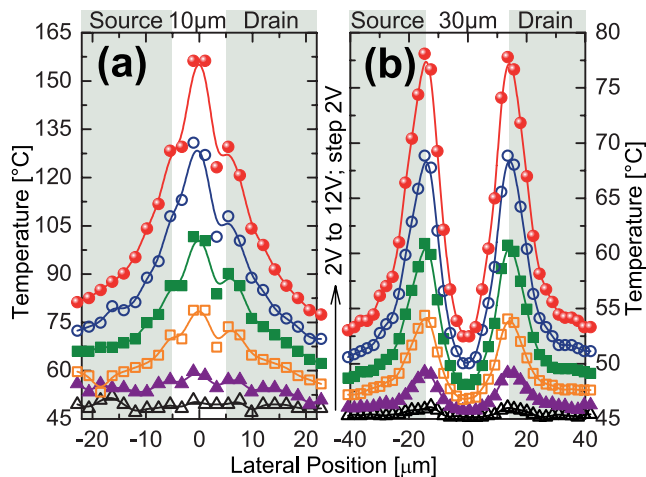 Source 10μm Drain
Source 30μm Drain
(a)
(b)
165
150
135
120
105
90
75
60
45
Temperature [°C]
2V to 12V; step 2V
80
75
70
65
60
55
50
45
Temperature [°C]
-20 -10 0 10 20
-40 -20 0 20 40
Lateral Position [μm]